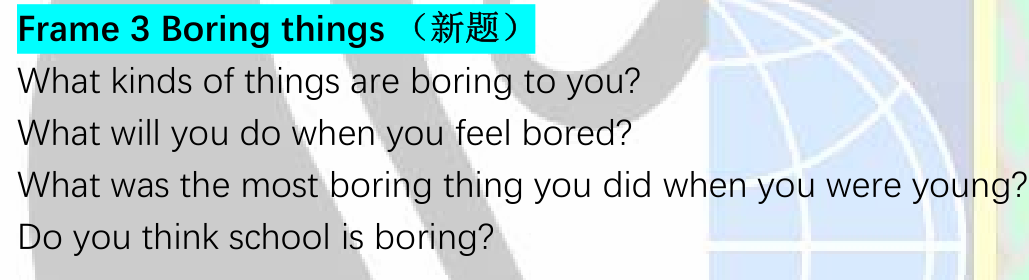 Frame 3 Boring things （新题）
What kinds of things are boring to you?
What will you do when you feel bored?
What was the most boring thing you did when you were young?
Do you think school is boring?